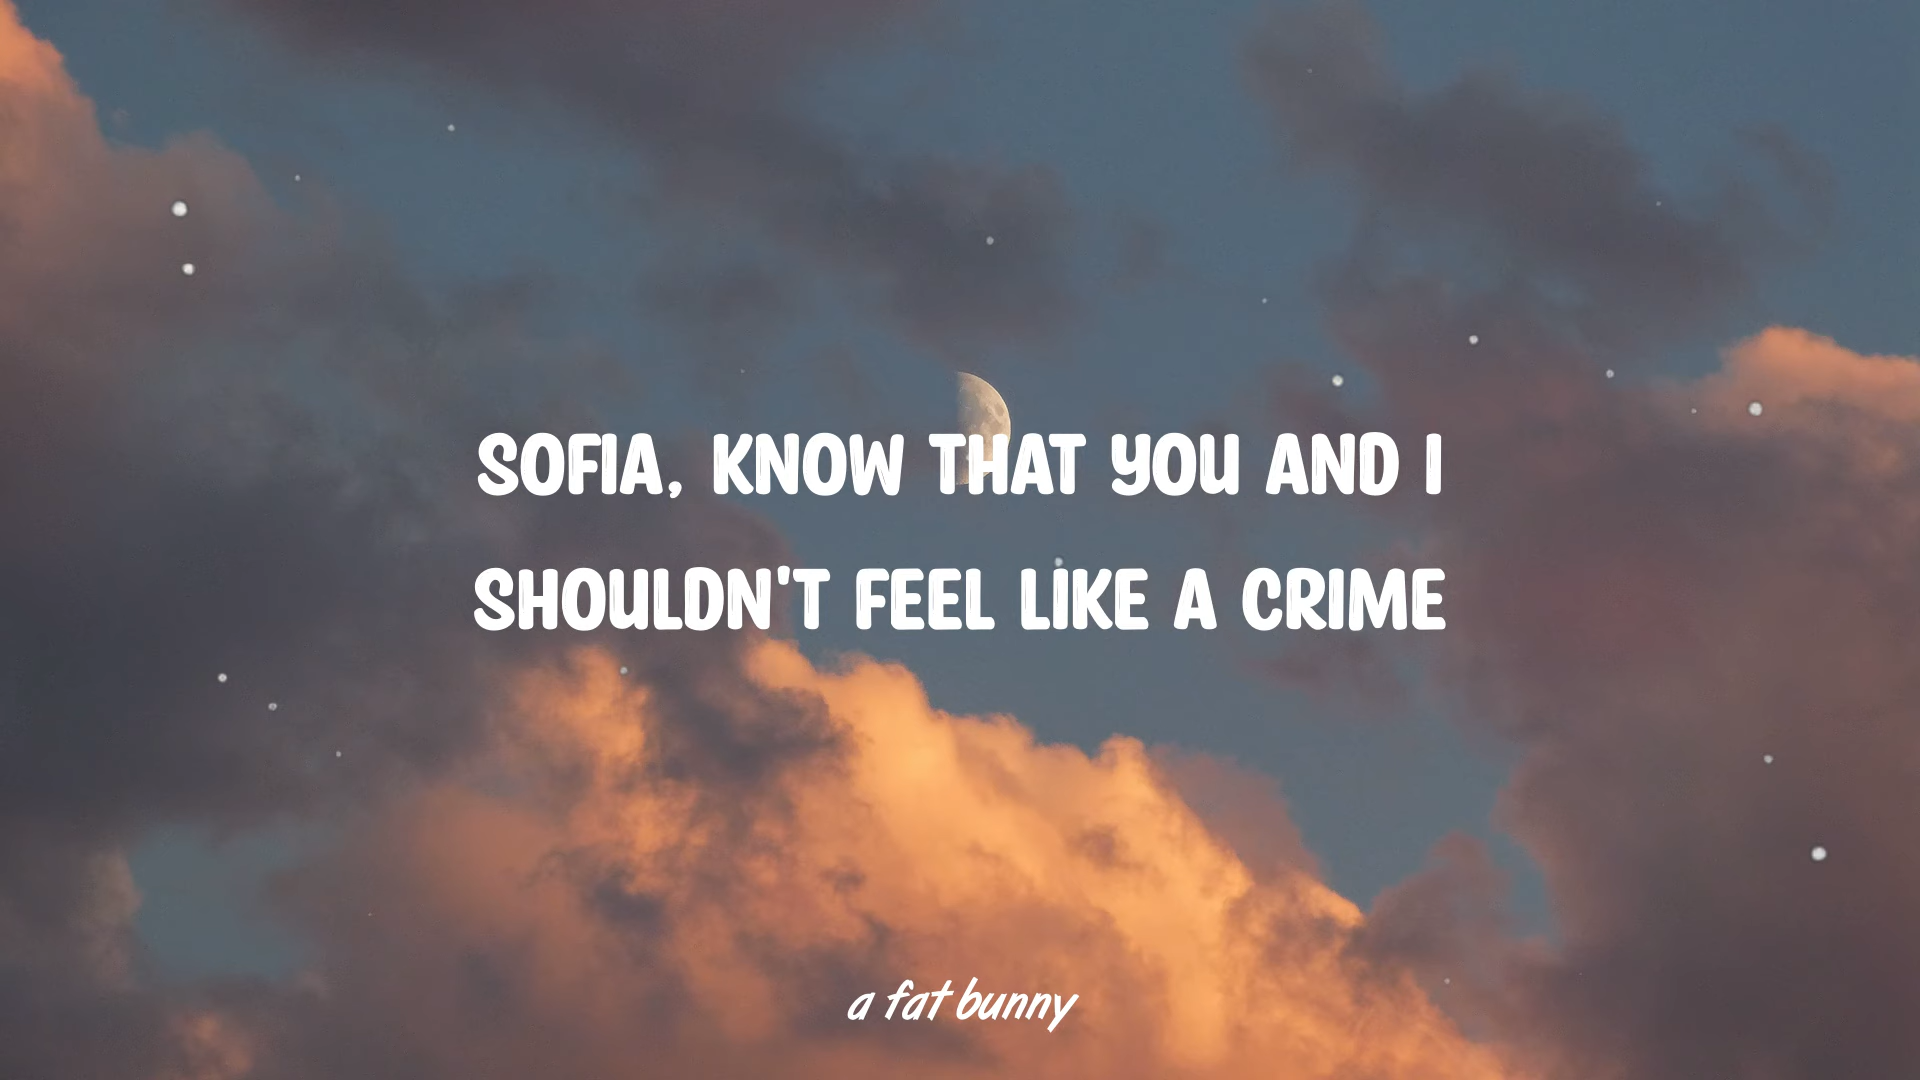 SOFIA, KNOW THAT YOU AND I
SHOULDN'T FEEL LIKE A CRIME
a fat bunny